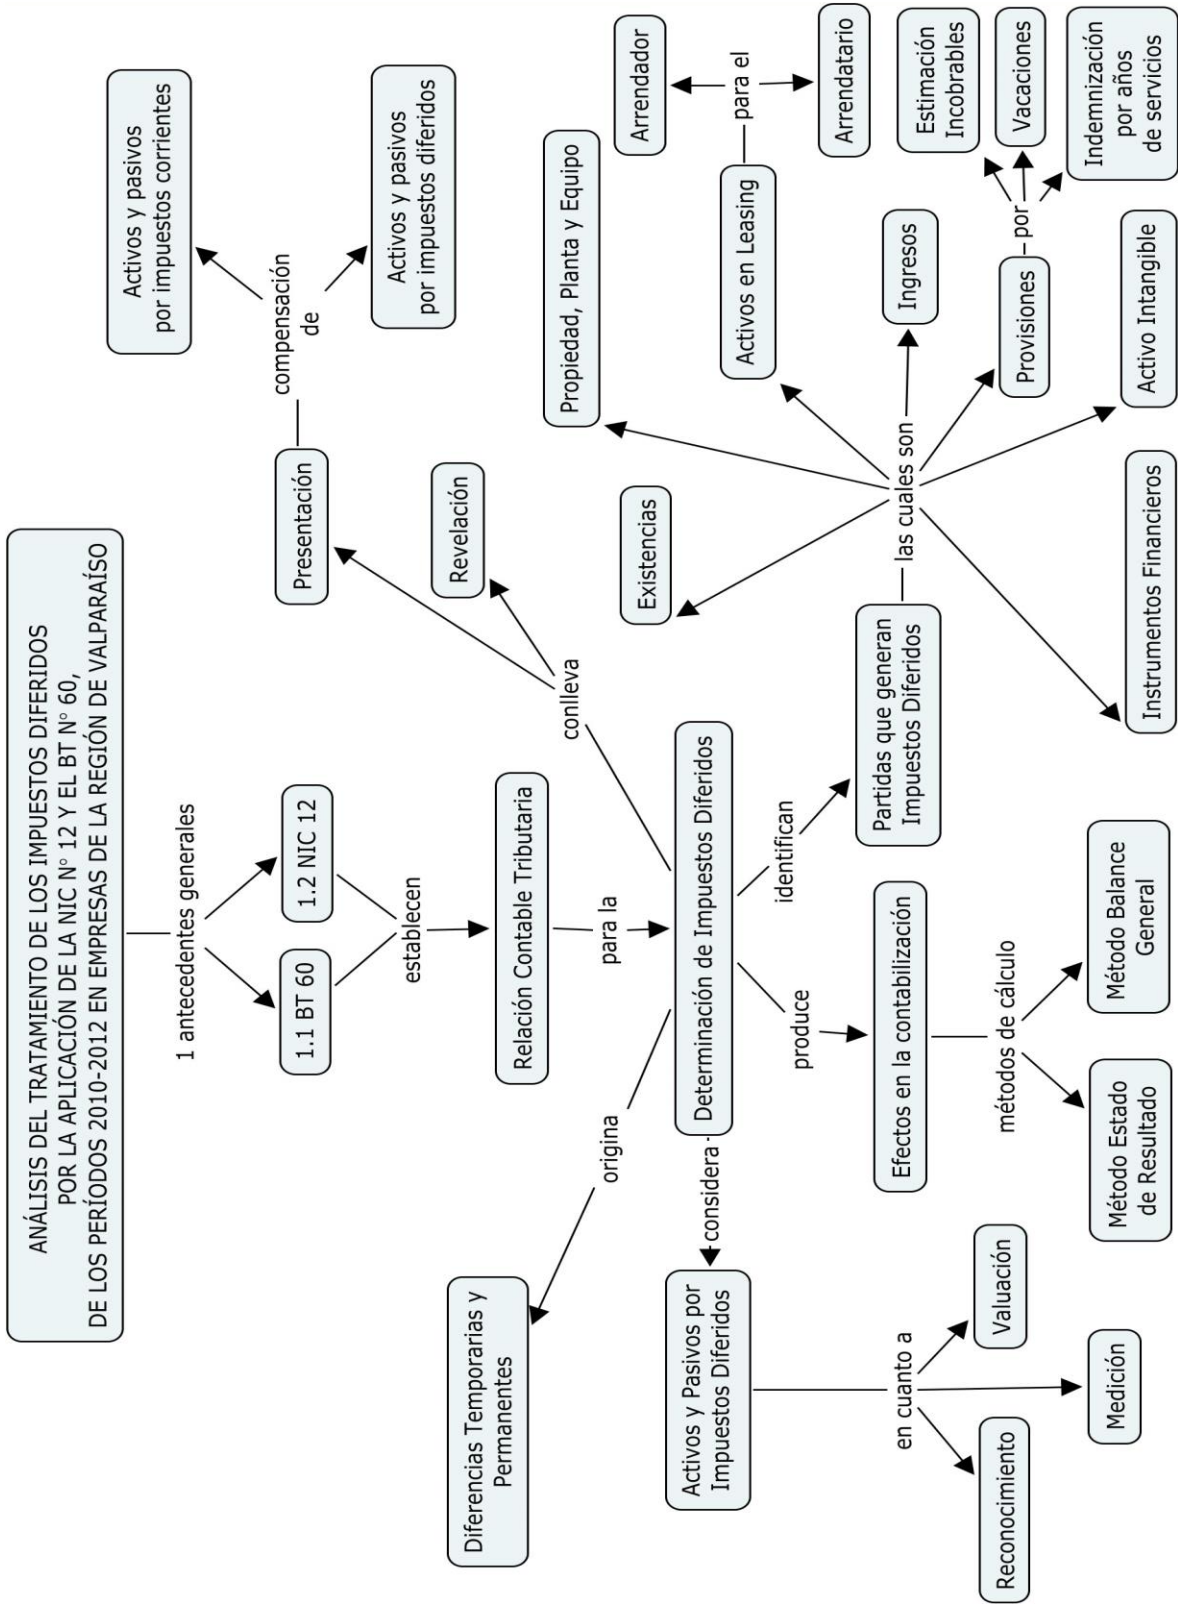 ANÁLISIS DEL TRATAMIENTO DE LOS IMPUESTOS DIFERIDOS
POR LA APLICACIÓN DE LA NIC N° 12 Y EL BT N° 60,
DE LOS PERÍODOS 2010-2012 EN EMPRESAS DE LA REGIÓN DE VALPARAÍSO
1 antecedentes generales
1.1 BT 60
1.2 NIC 12
establecen
Relación Contable Tributaria
para la
Determinación de Impuestos Diferidos
origina
Diferencias Temporarias y
Permanentes
considera
Activos y Pasivos por
Impuestos Diferidos
en cuanto a
Reconocimiento
Medición
Valuación
produce
Efectos en la contabilización
métodos de cálculo
Método Estado
de Resultado
Método Balance
General
identifican
Partidas que generan
Impuestos Diferidos
las cuales son
Existencias
Propiedad, Planta y Equipo
Activos en Leasing
para el
Arrendador
Arrendatario
Ingresos
Provisiones
por
Estimación
Incobrables
Vacaciones
Indemnización
por años
de servicios
Activo Intangible
Instrumentos Financieros
conlleva
Revelación
Presentación
compensación
de
Activos y pasivos
por impuestos corrientes
Activos y pasivos
por impuestos diferidos